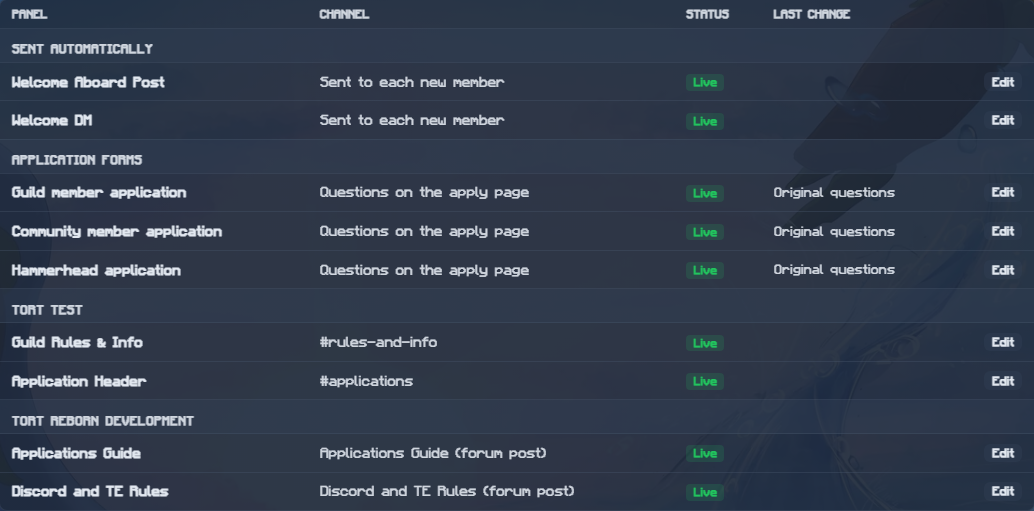 PANEL CHANNEL STATUS LAST CHANGE
SENT AUTOMATICALLY
Welcome Aboard Post Sent to each new member Live Edit
Welcome DM Sent to each new member Live Edit
APPLICATION FORMS
Guild member application Questions on the apply page Live Original questions Edit
Community member application Questions on the apply page Live Original questions Edit
Hammerhead application Questions on the apply page Live Original questions Edit
TORT TEST
Guild Rules & Info #rules-and-info Live Edit
Application Header #applications Live Edit
TORT REBORN DEVELOPMENT
Applications Guide Applications Guide (forum post) Live Edit
Discord and TE Rules Discord and TE Rules (forum post) Live Edit